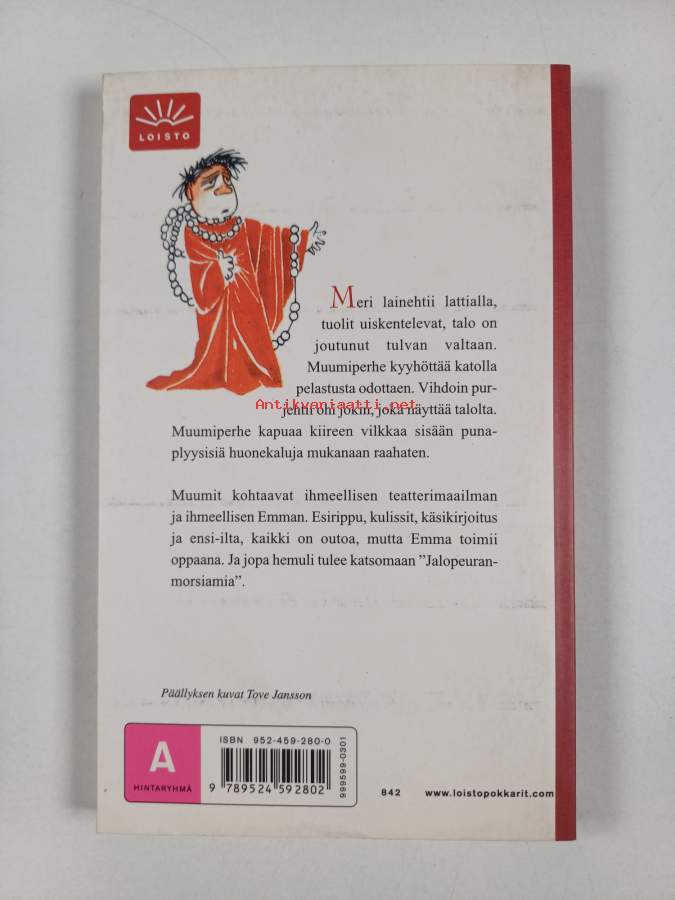 LOISTO
Meri lainehtii lattialla,
tuolit uiskentelevat, talo on
joutunut tulvan valtaan.
Muumiperhe kyyhöttää katolla
pelastusta odottaen. Vihdoin pur-
jehtii ohi jokin, joka näyttää talolta.
Antikvariaatti.net
Muumiperhe kapuaa kiireen vilkkaa sisään puna-
plyysisiä huonekaluja mukanaan raahaten.
Muumit kohtaavat ihmeellisen teatterimaailman
ja ihmeellisen Emman. Esirippu, kulissit, käsikirjoitus
ja ensi-ilta, kaikki on outoa, mutta Emma toimii
oppaana. Ja jopa hemuli tulee katsomaan ”Jalopeuran-
morsiamia”.
Päällyksen kuvat Tove Jansson
A
HINTARYHMÄ
ISBN 952-459-280-0
9 789524 592802
999599-0301
842 www.loistopokkarit.com